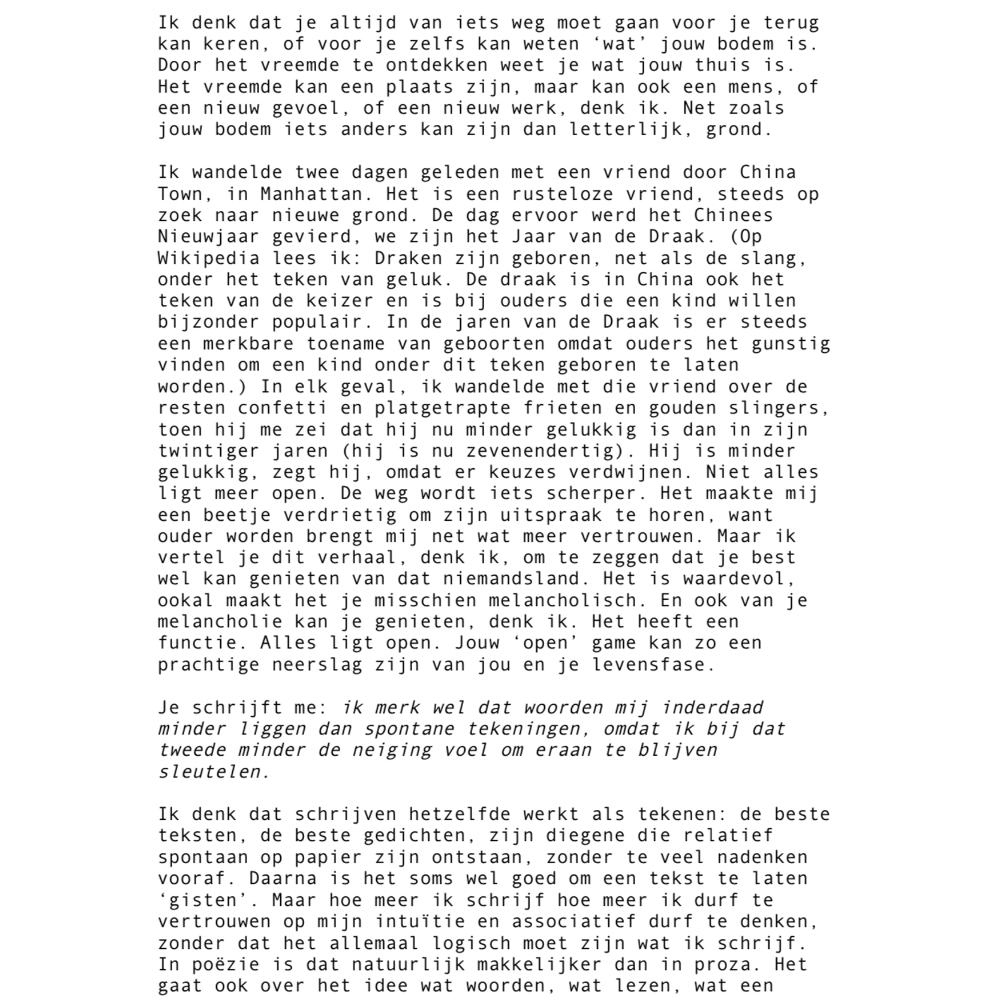 Ik denk dat je altijd van iets weg moet gaan voor je terug
kan keren, of voor je zelfs kan weten ‘wat’ jouw bodem is.
Door het vreemde te ontdekken weet je wat jouw thuis is.
Het vreemde kan een plaats zijn, maar kan ook een mens, of
een nieuw gevoel, of een nieuw werk, denk ik. Net zoals
jouw bodem iets anders kan zijn dan letterlijk, grond.

Ik wandelde twee dagen geleden met een vriend door China
Town, in Manhattan. Het is een rusteloze vriend, steeds op
zoek naar nieuwe grond. De dag ervoor werd het Chinees
Nieuwjaar gevierd, we zijn het Jaar van de Draak. (Op
Wikipedia lees ik: Draken zijn geboren, net als de slang,
onder het teken van geluk. De draak is in China ook het
teken van de keizer en is bij ouders die een kind willen
bijzonder populair. In de jaren van de Draak is er steeds
een merkbare toename van geboorten omdat ouders het gunstig
vinden om een kind onder dit teken geboren te laten
worden.) In elk geval, ik wandelde met die vriend over de
resten confetti en platgetrapte frieten en gouden slingers,
toen hij me zei dat hij nu minder gelukkig is dan in zijn
twintiger jaren (hij is nu zevenendertig). Hij is minder
gelukkig, zegt hij, omdat er keuzes verdwijnen. Niet alles
ligt meer open. De weg wordt iets scherper. Het maakte mij
een beetje verdrietig om zijn uitspraak te horen, want
ouder worden brengt mij net wat meer vertrouwen. Maar ik
vertel je dit verhaal, denk ik, om te zeggen dat je best
wel kan genieten van dat niemandsland. Het is waardevol,
ookal maakt het je misschien melancholisch. En ook van je
melancholie kan je genieten, denk ik. Het heeft een
functie. Alles ligt open. Jouw ‘open’ game kan zo een
prachtige neerslag zijn van jou en je levensfase.

Je schrijft me: ik merk wel dat woorden mij inderdaad
minder liggen dan spontane tekeningen, omdat ik bij dat
tweede minder de neiging voel om eraan te blijven
sleutelen.

Ik denk dat schrijven hetzelfde werkt als tekenen: de beste
teksten, de beste gedichten, zijn diegene die relatief
spontaan op papier zijn ontstaan, zonder te veel nadenken
vooraf. Daarna is het soms wel goed om een tekst te laten
‘gisten’. Maar hoe meer ik schrijf hoe meer ik durf te
vertrouwen op mijn intuïtie en associatief durf te denken,
zonder dat het allemaal logisch moet zijn wat ik schrijf.
In poëzie is dat natuurlijk makkelijker dan in proza. Het
gaat ook over het idee wat woorden, wat lezen, wat een